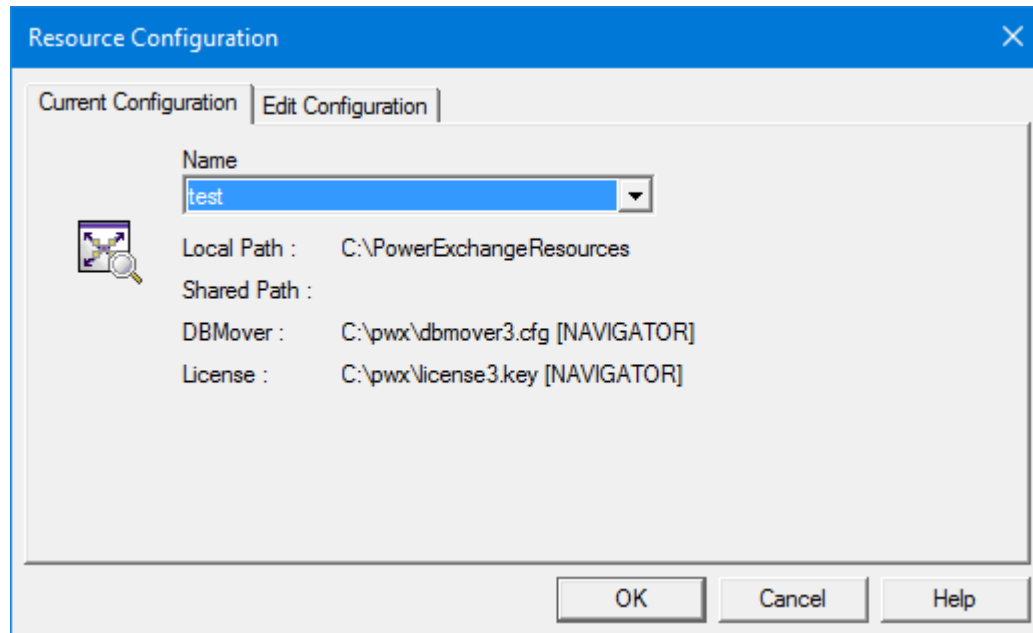 Resource Configuration
Current Configuration Edit Configuration
Name
test
Local Path : C:\PowerExchangeResources
Shared Path :
DBMover : C:\pwx\dbmover3.cfg [NAVIGATOR]
License : C:\pwx\license3.key [NAVIGATOR]
OK Cancel Help